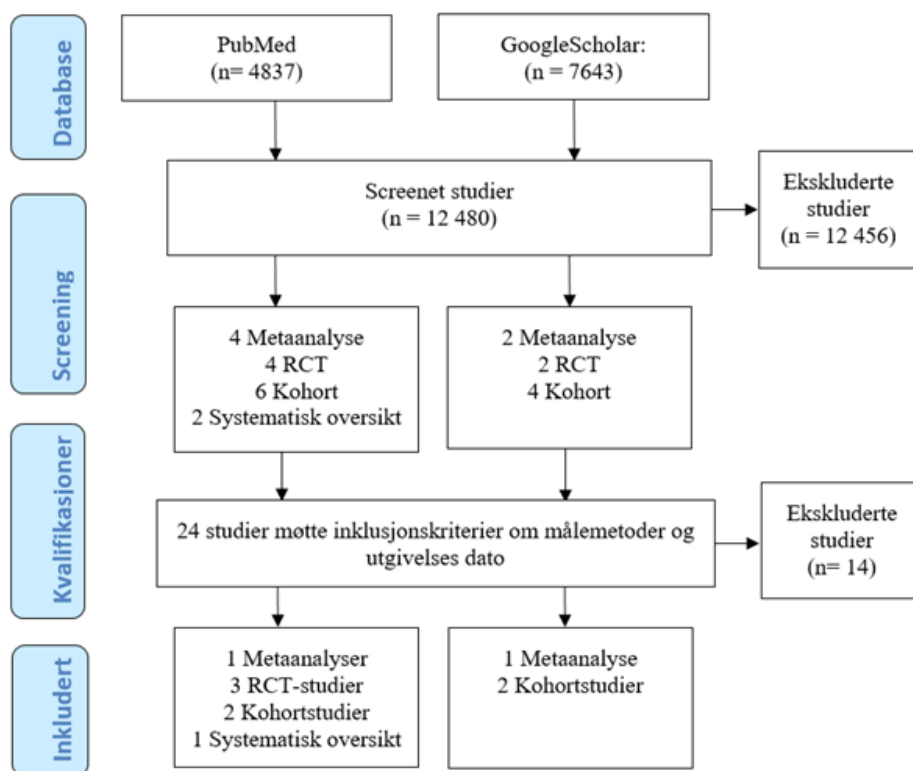 Database
PubMed
(n= 4837)
GoogleScholar:
(n = 7643)
Screening
Screenet studier
(n = 12 480)
Ekskluderte
studier
(n = 12 456)
4 Metaanalyse
4 RCT
6 Kohort
2 Systematisk oversikt
2 Metaanalyse
2 RCT
4 Kohort
Kvalifikasjoner
24 studier møtte inklusjonskriterier om målemetoder og
utgivelses dato
Ekskluderte
studier
(n= 14)
Inkludert
1 Metaanalyser
3 RCT-studier
2 Kohortstudier
1 Systematisk oversikt
1 Metaanalyse
2 Kohortstudier